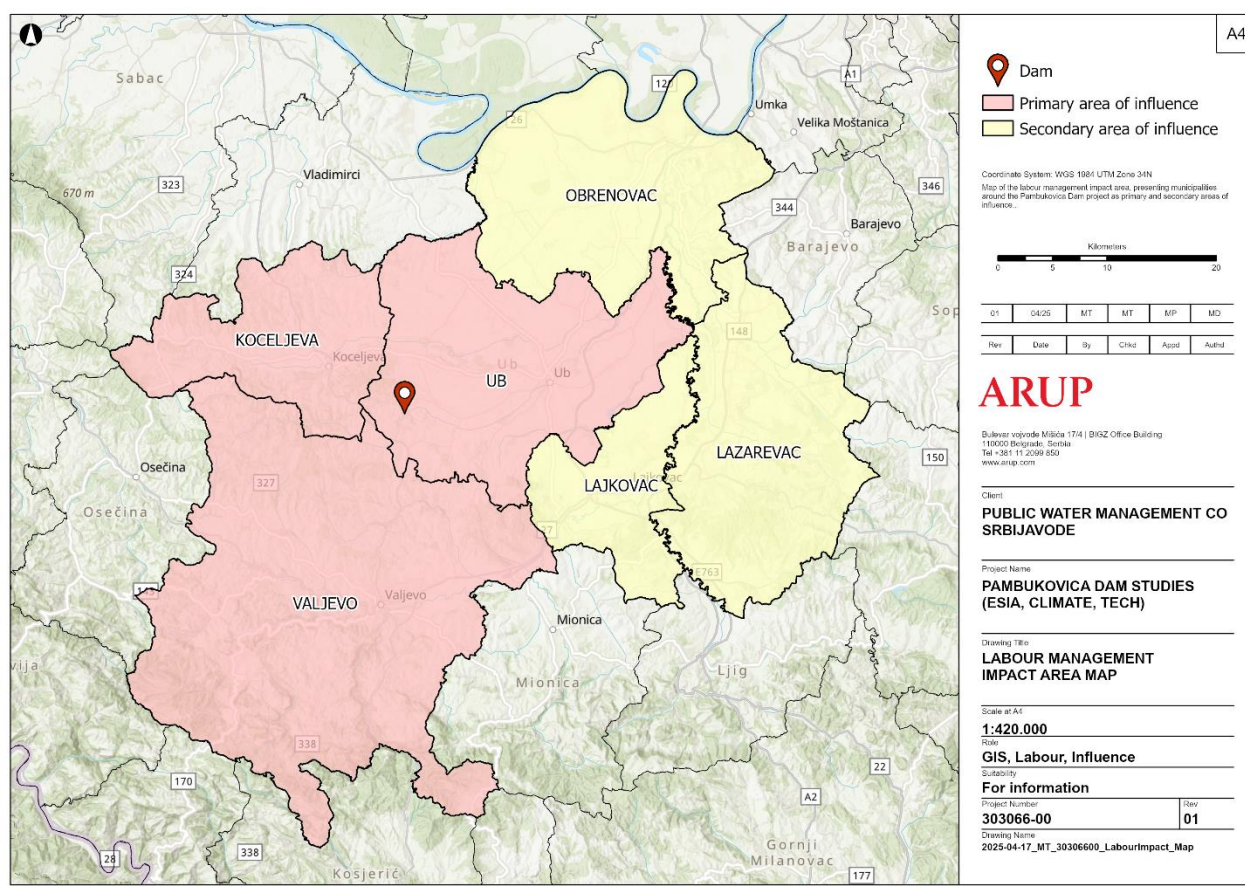 A4
Dam
Primary area of influence
Secondary area of influence
Coordinate System: WGS 1984 UTM Zone 34N
Map of the labour management impact area, presenting municipalities
around the Pambukovica Dam project as primary and secondary areas of
influence..
Kilometers
0 5 10 20
01 04/25 MT MT MP MD
Rev Date By Chkd Appd Authd
ARUP
Bulevar vojvode Mišića 17/4 | BIGZ Office Building
110000 Belgrade, Serbia
Tel +381 11 2099 850
www.arup.com
Client
PUBLIC WATER MANAGEMENT CO
SRBIJAVODE
Project Name
PAMBUKOVICA DAM STUDIES
(ESIA, CLIMATE, TECH)
Drawing Title
LABOUR MANAGEMENT
IMPACT AREA MAP
Scale at A4
1:420.000
Role
GIS, Labour, Influence
Suitability
For information
Project Number
303066-00
Rev
01
Drawing Name
2025-04-17_MT_30306600_LabourImpact_Map
Sabac
A1
Umka
26
Velika Moštanica
Vladimirci
323
670 m
346
OBRENOVAC
344
Barajevo
Barajevo
324
KOCELJEVA
Koceljeva
148
Ub
UB
Ub
LAZAREVAC
150
Osečina
Osečina
327
LAJKOVAC
Lajkovac
E763
VALJEVO
Valjevo
Mionica
Mionica
Ljig
338
170
22
A2
28
338
Kosjerić
Gornji
Milanovac
177